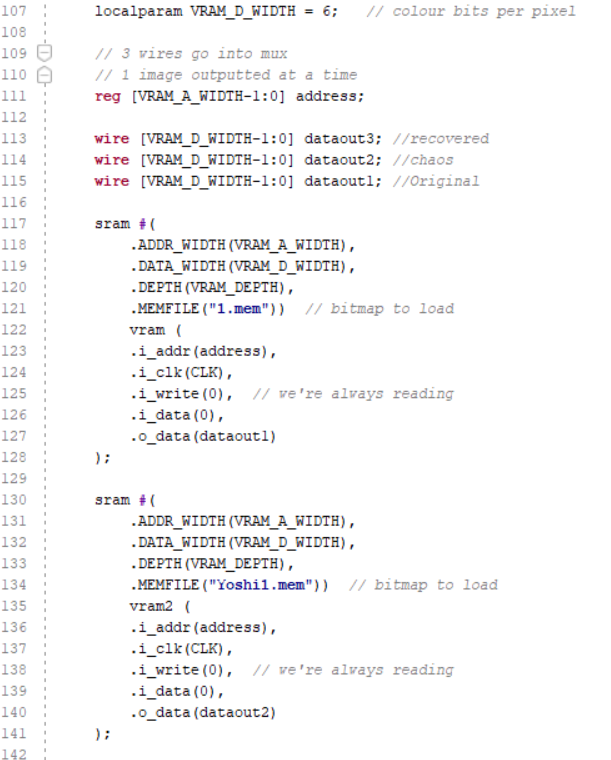 107 localparam VRAM_D_WIDTH = 6; // colour bits per pixel
108
109 // 3 wires go into mux
110 // 1 image outputted at a time
111 reg [VRAM_A_WIDTH-1:0] address;
112
113 wire [VRAM_D_WIDTH-1:0] dataout3; //recovered
114 wire [VRAM_D_WIDTH-1:0] dataout2; //chaos
115 wire [VRAM_D_WIDTH-1:0] dataout1; //Original
116
117 sram #(
118 .ADDR_WIDTH(VRAM_A_WIDTH),
119 .DATA_WIDTH(VRAM_D_WIDTH),
120 .DEPTH(VRAM_DEPTH),
121 .MEMFILE("1.mem")) // bitmap to load
122 vram (
123 .i_addr(address),
124 .i_clk(CLK),
125 .i_write(0), // we're always reading
126 .i_data(0),
127 .o_data(dataout1)
128 );
129
130 sram #(
131 .ADDR_WIDTH(VRAM_A_WIDTH),
132 .DATA_WIDTH(VRAM_D_WIDTH),
133 .DEPTH(VRAM_DEPTH),
134 .MEMFILE("Yoshi1.mem")) // bitmap to load
135 vram2 (
136 .i_addr(address),
137 .i_clk(CLK),
138 .i_write(0), // we're always reading
139 .i_data(0),
140 .o_data(dataout2)
141 );
142